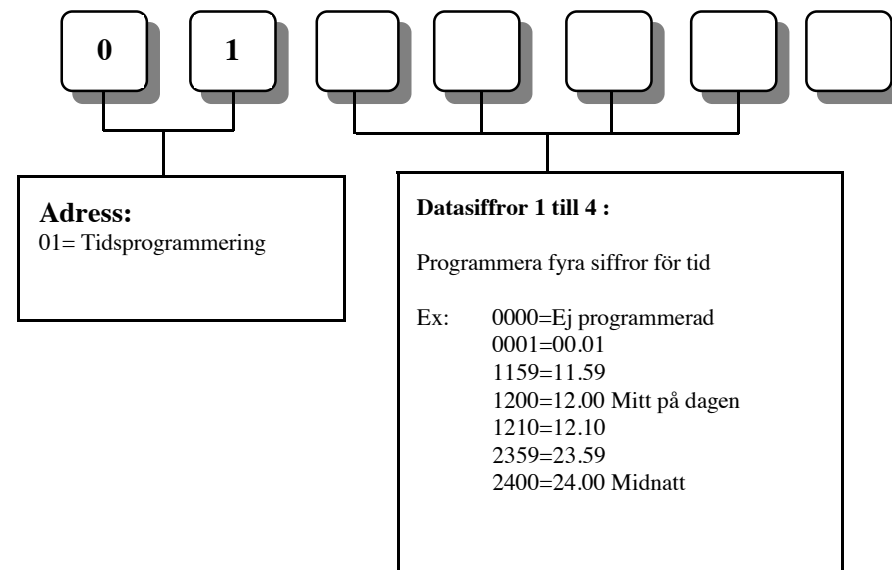 0 1
Adress:
01= Tidsprogrammering
Datasiffror 1 till 4 :
Programmera fyra siffror för tid
Ex: 0000=Ej programmerad
0001=00.01
1159=11.59
1200=12.00 Mitt på dagen
1210=12.10
2359=23.59
2400=24.00 Midnatt